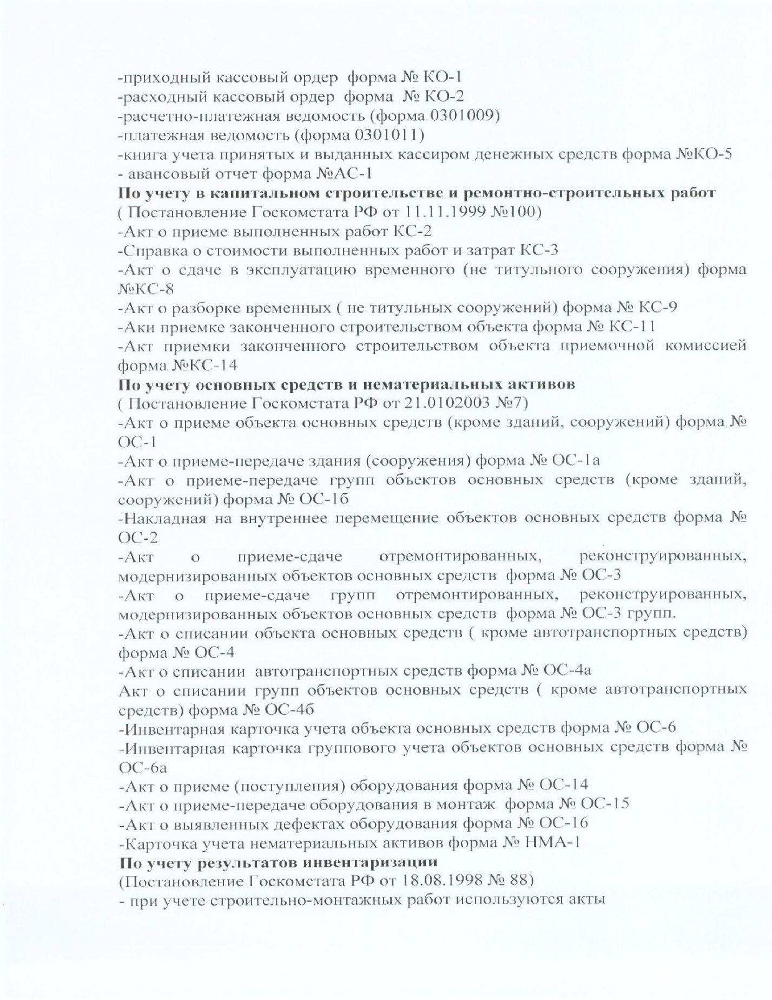 -приходный кассовый ордер  форма № КО-1
-расходный кассовый ордер  форма  № КО-2
-расчетно-платежная ведомость (форма 0301009)
-платежная ведомость (форма 0301011)
-книга учета принятых и выданных кассиром денежных средств форма №КО-5
- авансовый отчет форма №АС-1
По учету в капитальном строительстве и ремонтно-строительных работ
( Постановление Госкомстата РФ от 11.11.1999 №100)
-Акт о приеме выполненных работ КС-2
-Справка о стоимости выполненных работ и затрат КС-3
-Акт о сдаче в эксплуатацию временного (не титульного сооружения) форма
№КС-8
-Акт о разборке временных ( не титульных сооружений) форма № КС-9
-Аки приемке законченного строительством объекта форма № КС-11
-Акт приемки законченного строительством объекта приемочной комиссией
форма №КС-14
По учету основных средств и нематериальных активов
( Постановление Госкомстата РФ от 21.0102003 №7)
-Акт о приеме объекта основных средств (кроме зданий, сооружений) форма №
ОС-1
-Акт о приеме-передаче здания (сооружения) форма № ОС-1а
-Акт о приеме-передаче групп объектов основных средств (кроме зданий,
сооружений) форма № ОС-1б
-Накладная на внутреннее перемещение объектов основных средств форма №
ОС-2
-Акт о приеме-сдаче отремонтированных, реконструированных,
модернизированных объектов основных средств  форма № ОС-3
-Акт о приеме-сдаче групп отремонтированных, реконструированных,
модернизированных объектов основных средств  форма № ОС-3 групп.
-Акт о списании объекта основных средств ( кроме автотранспортных средств)
форма № ОС-4
-Акт о списании  автотранспортных средств форма № ОС-4а
Акт о списании групп объектов основных средств ( кроме автотранспортных
средств) форма № ОС-4б
-Инвентарная карточка учета объекта основных средств форма № ОС-6
-Инвентарная карточка группового учета объектов основных средств форма №
ОС-6а
-Акт о приеме (поступления) оборудования форма № ОС-14
-Акт о приеме-передаче оборудования в монтаж  форма № ОС-15
-Акт о выявленных дефектах оборудования форма № ОС-16
-Карточка учета нематериальных активов форма № НМА-1
По учету результатов инвентаризации
(Постановление Госкомстата РФ от 18.08.1998 № 88)
- при учете строительно-монтажных работ используются акты